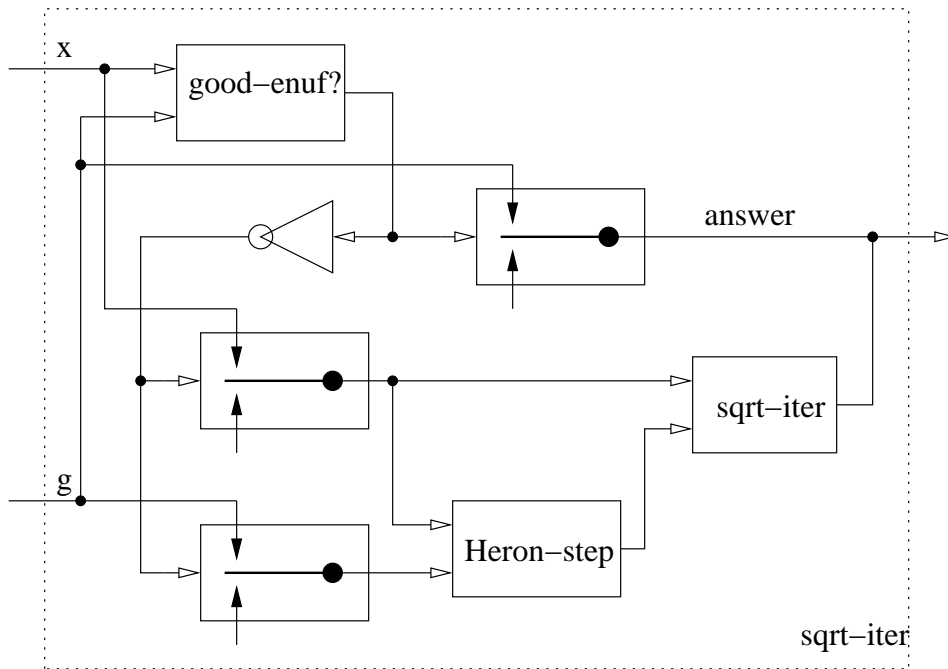 x
good−enuf?
answer
sqrt−iter
g
Heron−step
sqrt−iter